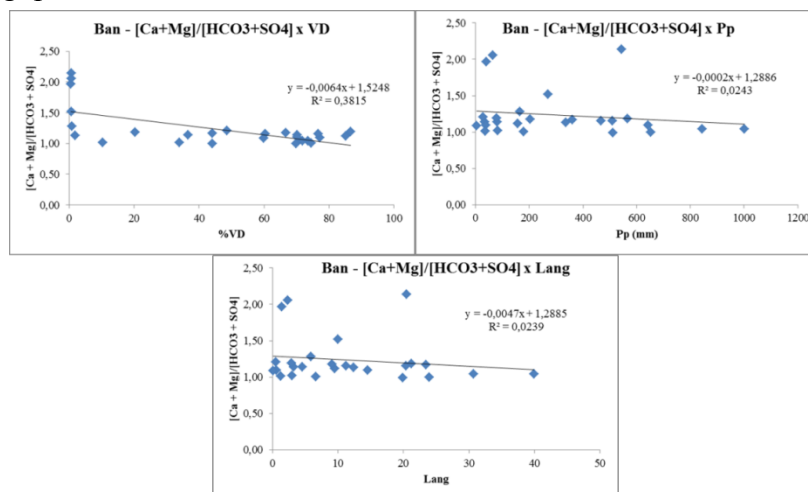 Ban - [Ca+Mg]/[HCO3+SO4] x VD
[Ca + Mg]/[HCO3 + SO4]
2,50
2,00
1,50
1,00
0,50
0,00
y = -0,0064x + 1,5248
R² = 0,3815
0 20 40 60 80 100
%VD
Ban - [Ca+Mg]/[HCO3+SO4] x Pp
[Ca + Mg]/[HCO3 + SO4]
2,50
2,00
1,50
1,00
0,50
0,00
y = -0,0002x + 1,2886
R² = 0,0243
0 200 400 600 800 1000 1200
Pp (mm)
Ban - [Ca+Mg]/[HCO3+SO4] x Lang
[Ca + Mg]/[HCO3 + SO4]
2,50
2,00
1,50
1,00
0,50
0,00
y = -0,0047x + 1,2885
R² = 0,0239
0 10 20 30 40 50
Lang